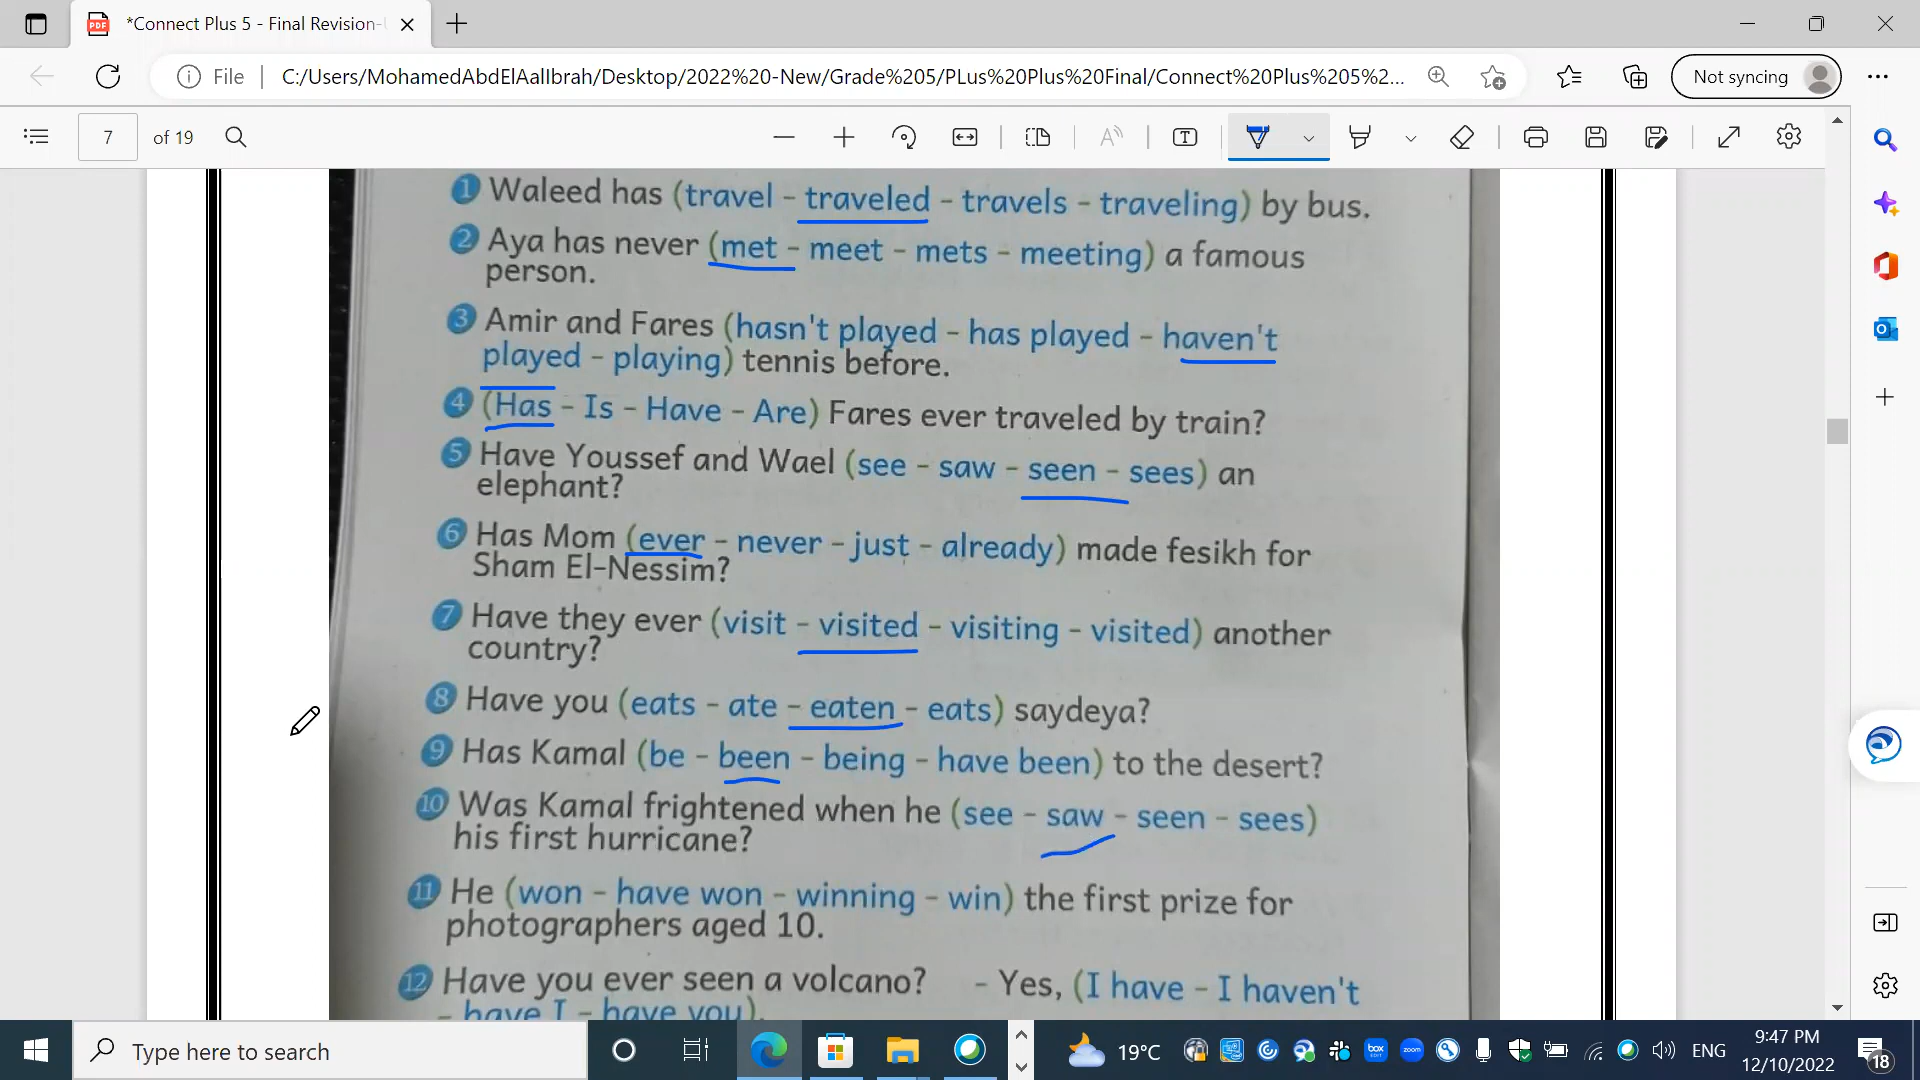 *Connect Plus 5 - Final Revision-
File
C:/Users/MohamedAbdElAalIbrah/Desktop/2022%20-New/Grade%205/PLus%20Plus%20Final/Connect%20Plus%205%2...
Not syncing
7 of 19
1 Waleed has (travel - traveled - travels - traveling) by bus.
2 Aya has never (met - meet - mets - meeting) a famous
person.
3 Amir and Fares (hasn't played - has played - haven't
played - playing) tennis before.
4 (Has - Is - Have - Are) Fares ever traveled by train?
5 Have Youssef and Wael (see - saw - seen - sees) an
elephant?
6 Has Mom (ever - never - just - already) made fesikh for
Sham El-Nessim?
7 Have they ever (visit - visited - visiting - visited) another
country?
8 Have you (eats - ate - eaten - eats) saydeya?
9 Has Kamal (be - been - being - have been) to the desert?
10 Was Kamal frightened when he (see - saw - seen - sees)
his first hurricane?
11 He (won - have won - winning - win) the first prize for
photographers aged 10.
12 Have you ever seen a volcano? - Yes, (I have - I haven't
- have I - have you).
Type here to search
19°C
ENG
9:47 PM
12/10/2022
18